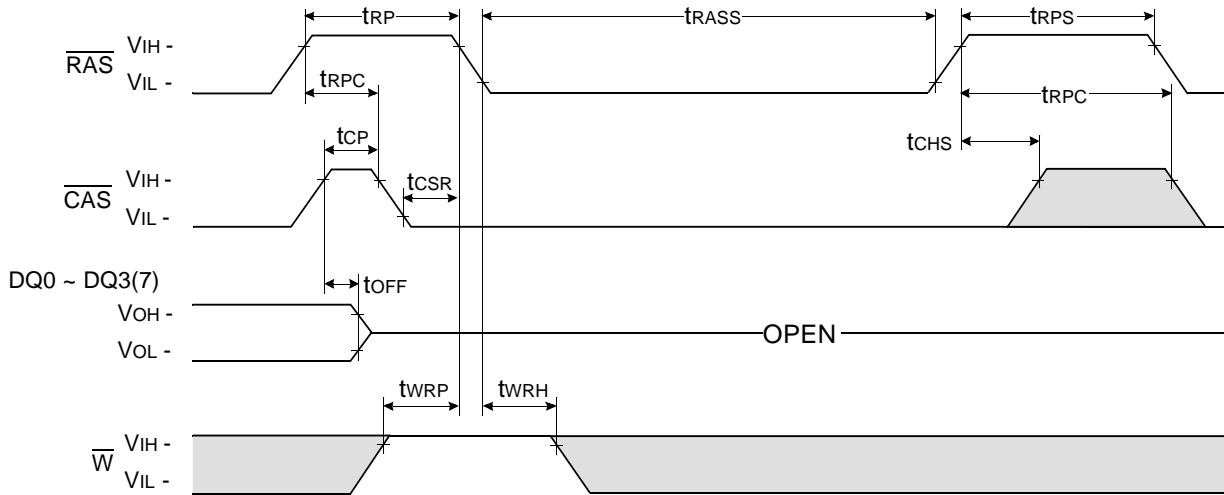 tRP
tRASS
tRPS
RAS
VIH -
VIL -
tRPC
tRPC
tCP
tCHS
CAS
VIH -
VIL -
tCSR
DQ0 ~ DQ3(7)
tOFF
VOH -
VOL -
OPEN
tWRP
tWRH
W
VIH -
VIL -